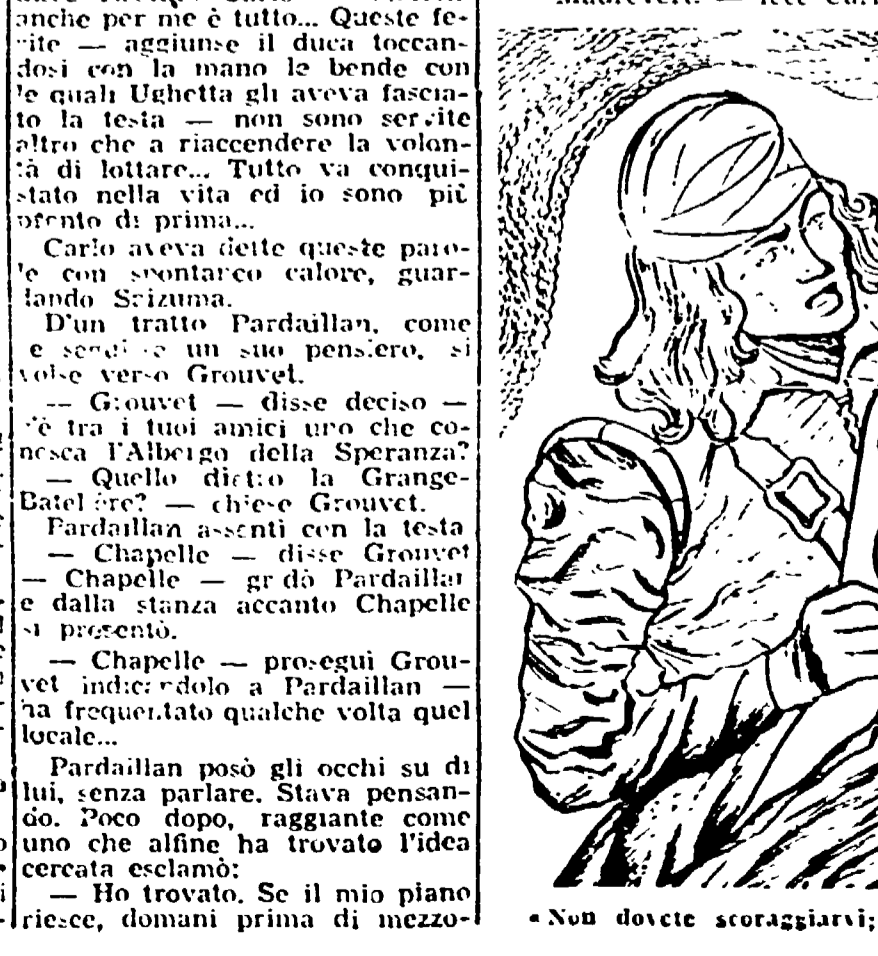 anche per me è tutto... Queste fe-
rite — aggiunse il duca toccan-
dosi con la mano le bende con
le quali Ughetta gli aveva fascia-
to la testa — non sono servite
altro che a riaccendere la volon-
tà di lottare... Tutto va conqui-
stato nella vita ed io sono più
pronto di prima...
Carlo aveva dette queste paro-
le con spontaneo calore, guar-
dando Saizuma.
D'un tratto Pardaillan, come
un suo pensiero, si
volse verso Grouvet.
— Grouvet — disse deciso —
c'è tra i tuoi amici uno che co-
nosca l'Albergo della Speranza?
— Quello dietro la Grange-
Batelière? — chiese Grouvet.
Pardaillan assentì con la testa
— Chapelle — disse Grouvet
— Chapelle — gridò Pardaillan
e dalla stanza accanto Chapelle
si presentò.
— Chapelle — proseguì Grou-
vet indicandolo a Pardaillan —
ha frequentato qualche volta quel
locale...
Pardaillan posò gli occhi su di
lui, senza parlare. Stava pensan-
do. Poco dopo, raggiante come
uno che alfine ha trovato l'idea
cercata esclamò:
— Ho trovato. Se il mio piano
riesce, domani prima di mezzo-
«Non dovete scoraggiarvi;